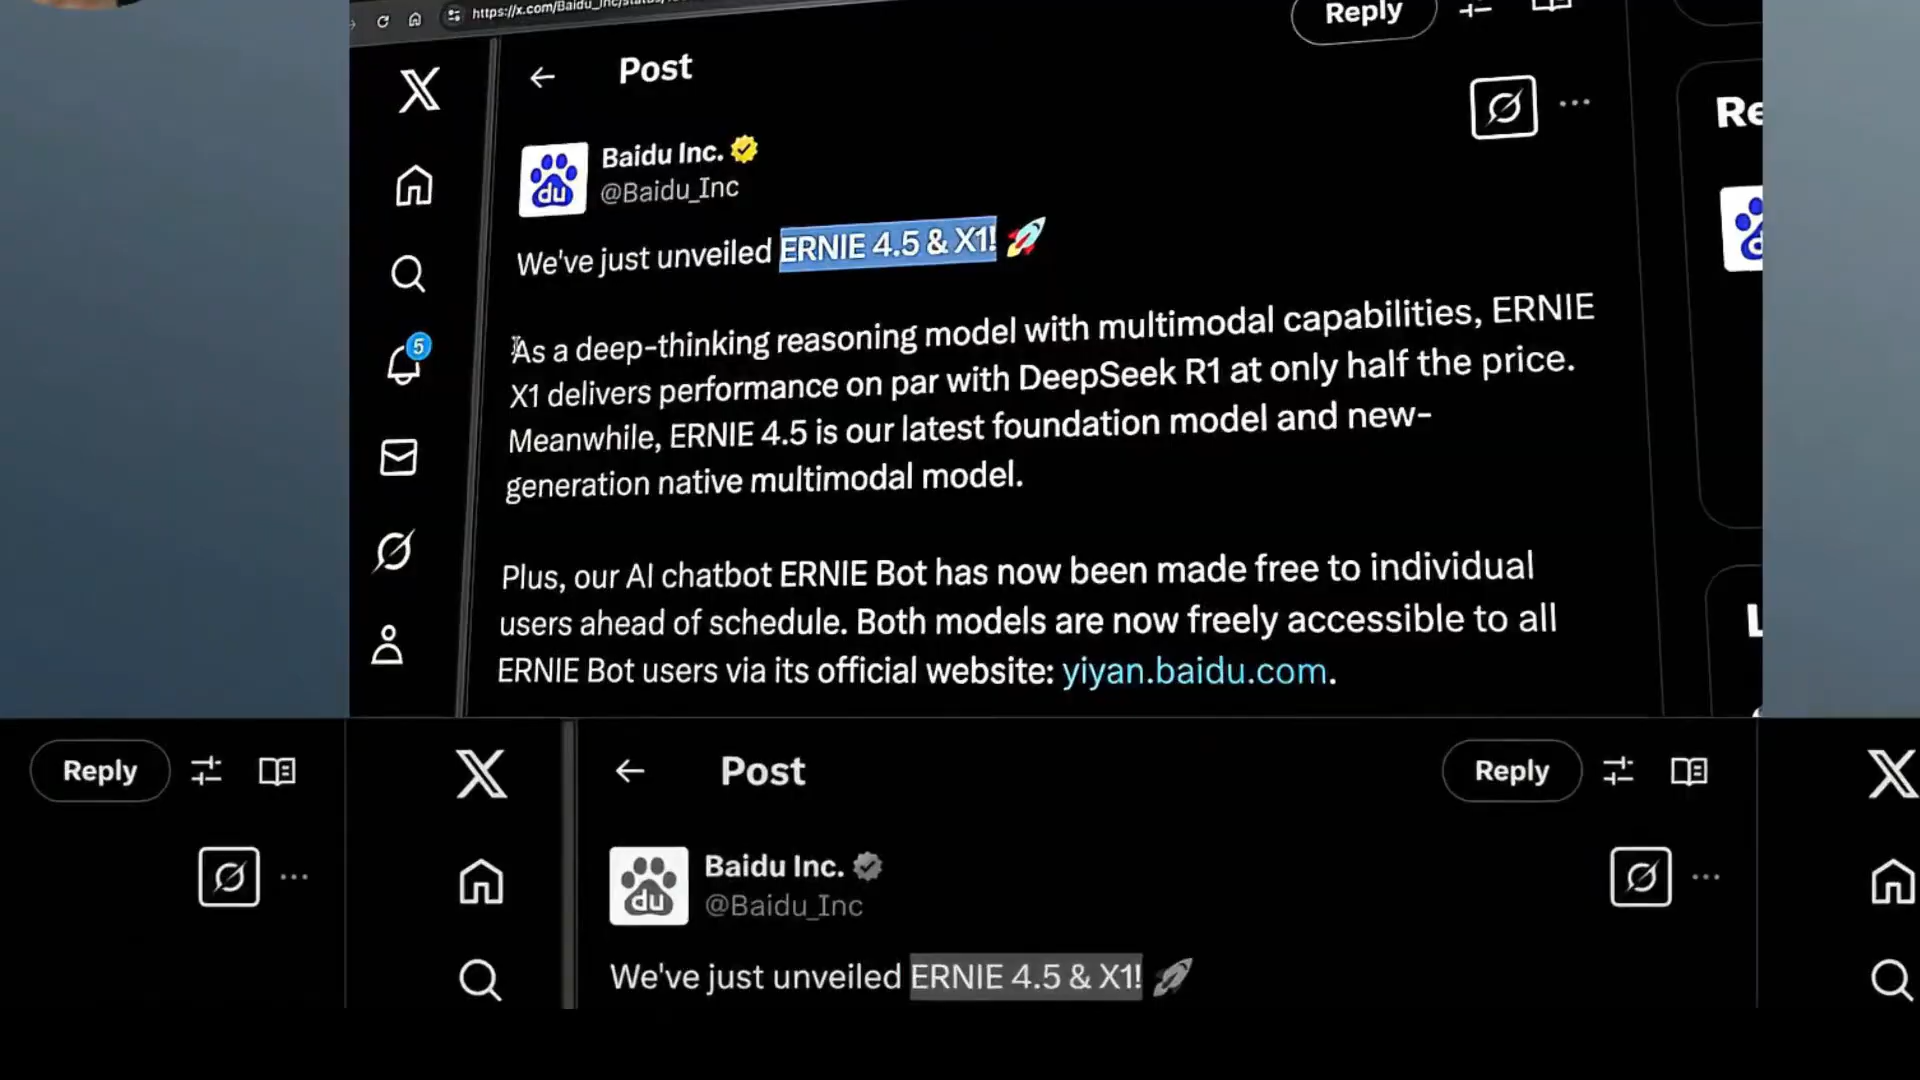 Reply
Post
Baidu Inc.
@Baidu_Inc
We've just unveiled ERNIE 4.5 & X1! 🚀
As a deep-thinking reasoning model with multimodal capabilities, ERNIE
X1 delivers performance on par with DeepSeek R1 at only half the price.
Meanwhile, ERNIE 4.5 is our latest foundation model and new-
generation native multimodal model.
Plus, our AI chatbot ERNIE Bot has now been made free to individual
users ahead of schedule. Both models are now freely accessible to all
ERNIE Bot users via its official website: yiyan.baidu.com.
5
du
Reply
Post
Reply
Baidu Inc.
@Baidu_Inc
du
We've just unveiled ERNIE 4.5 & X1! 🚀